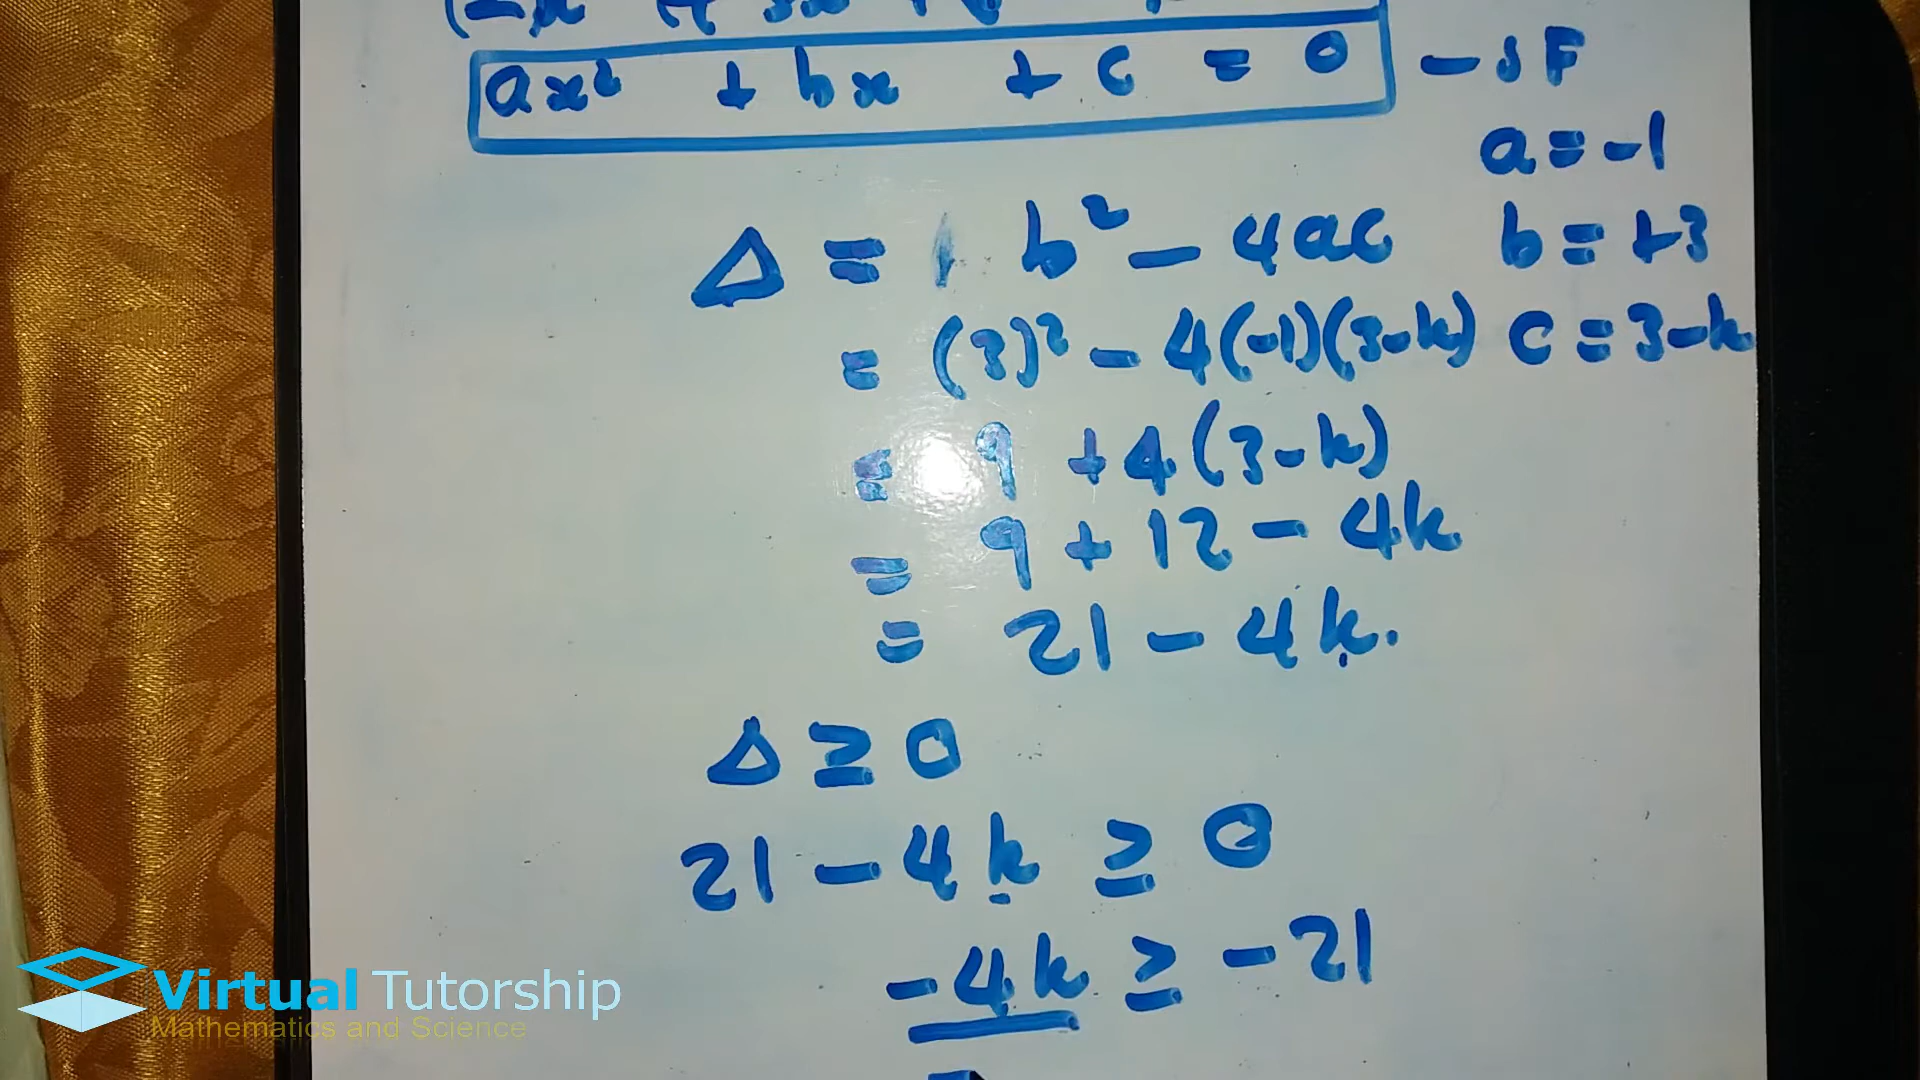 ax² + bx + c = 0 - SF
a = -1
Δ = b² - 4ac b = +3
= (3)² - 4(-1)(3-k) c = 3-k
= 9 + 4(3-k)
= 9 + 12 - 4k
= 21 - 4k.
Δ ≥ 0
21 - 4k ≥ 0
-4k ≥ -21
Virtual Tutorship
Mathematics and Science